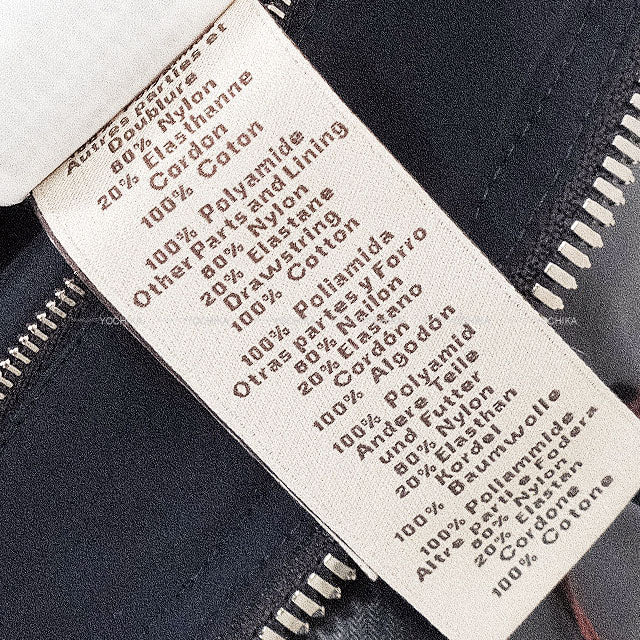 Autres parties et
Doublure
80% Nylon
20% Elasthanne
Cordon
100% Coton
100% Polyamide
Other Parts and Lining
80% Nylon
20% Elastane
Drawstring
100% Cotton
100% Poliamida
Otras partes y Forro
80% Nailon
20% Elastano
Cordón
100% Algodón
100% Polyamid
Andere Teile
und Futter
80% Nylon
20% Elasthan
Kordel
100% Baumwolle
100% Poliammide
Altre parti e Fodera
80% Nylon
20% Elastan
Cordone
100% Cotone